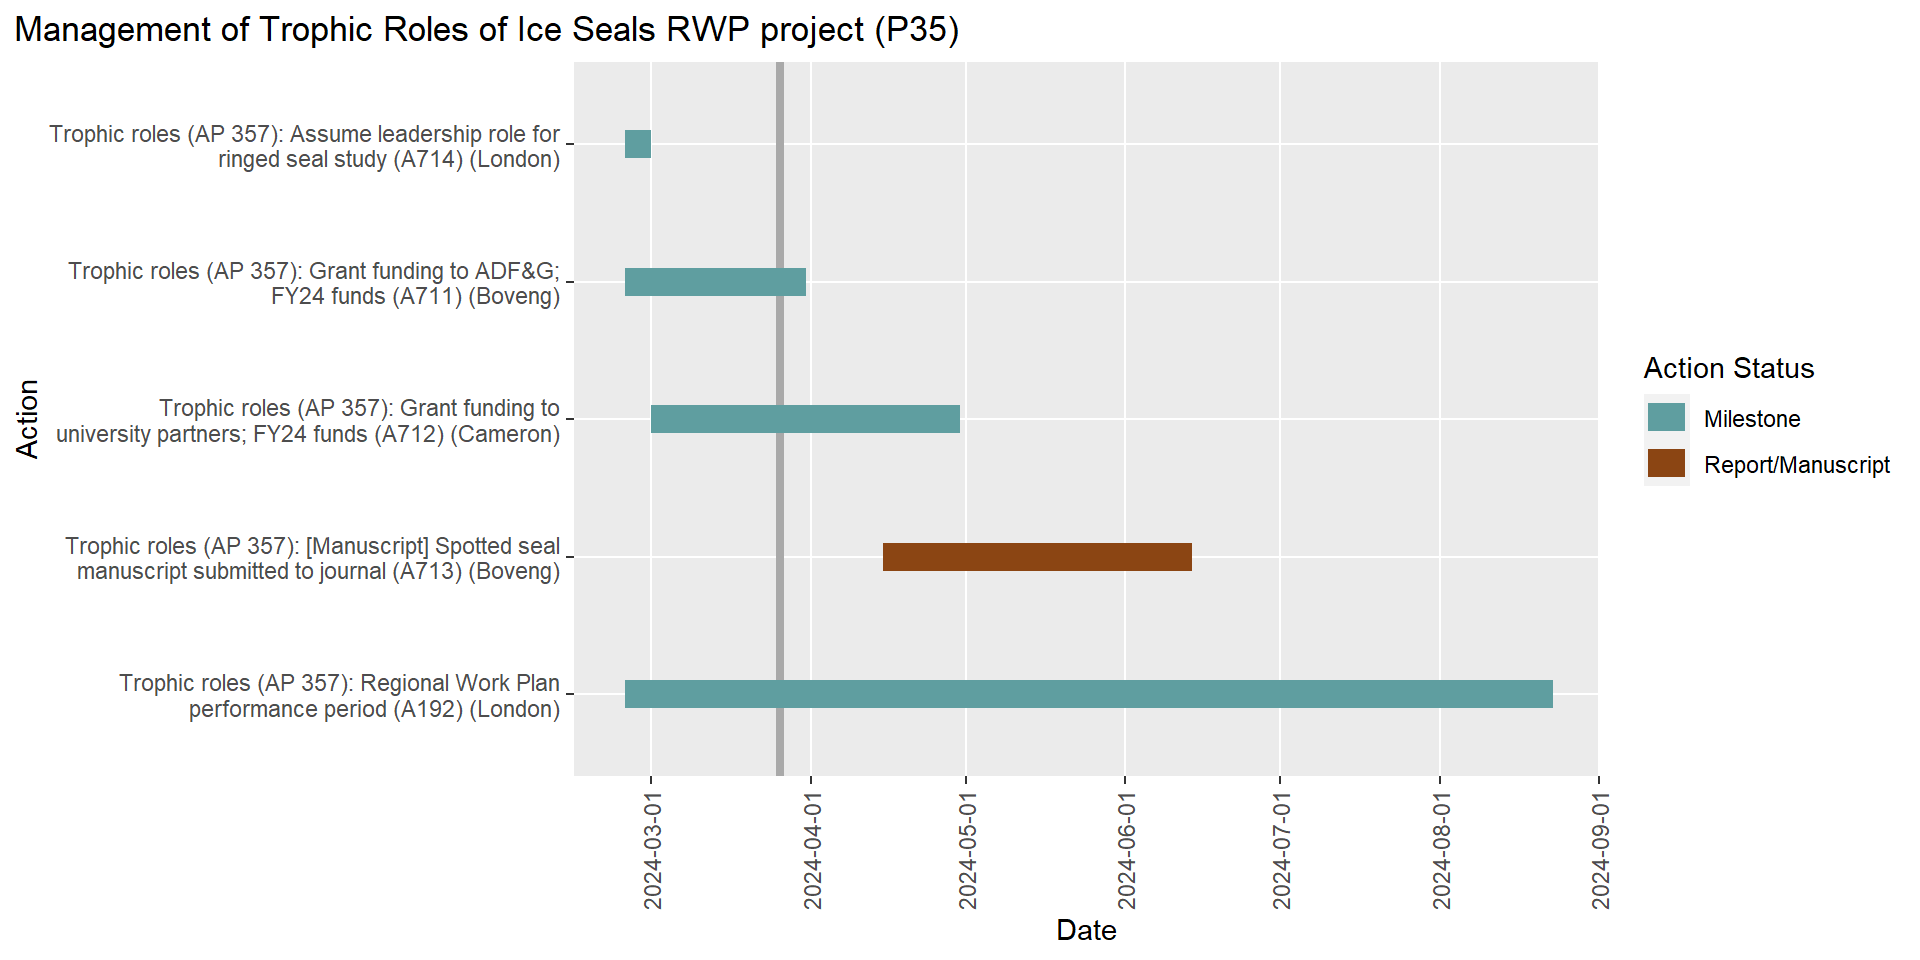 Management of Trophic Roles of Ice Seals RWP project (P35)
Trophic roles (AP 357): Assume leadership role for
ringed seal study (A714) (London)
Trophic roles (AP 357): Grant funding to ADF&G;
FY24 funds (A711) (Boveng)
Trophic roles (AP 357): Grant funding to
university partners; FY24 funds (A712) (Cameron)
Trophic roles (AP 357): [Manuscript] Spotted seal
manuscript submitted to journal (A713) (Boveng)
Trophic roles (AP 357): Regional Work Plan
performance period (A192) (London)
Action
2024-03-01
2024-04-01
2024-05-01
2024-06-01
2024-07-01
2024-08-01
2024-09-01
Date
Action Status
Milestone
Report/Manuscript